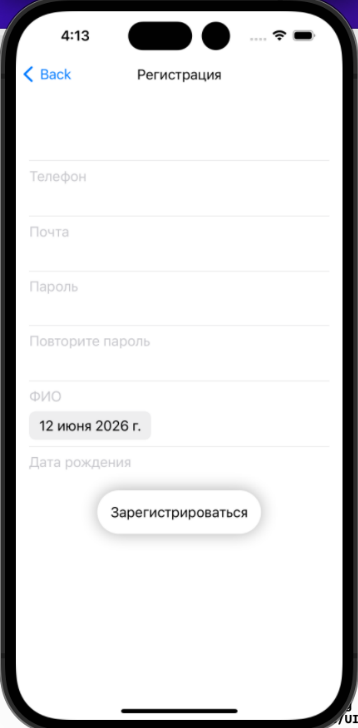 4:13
Back
Регистрация
Телефон
Почта
Пароль
Повторите пароль
ФИО
12 июня 2026 г.
Дата рождения
Зарегистрироваться